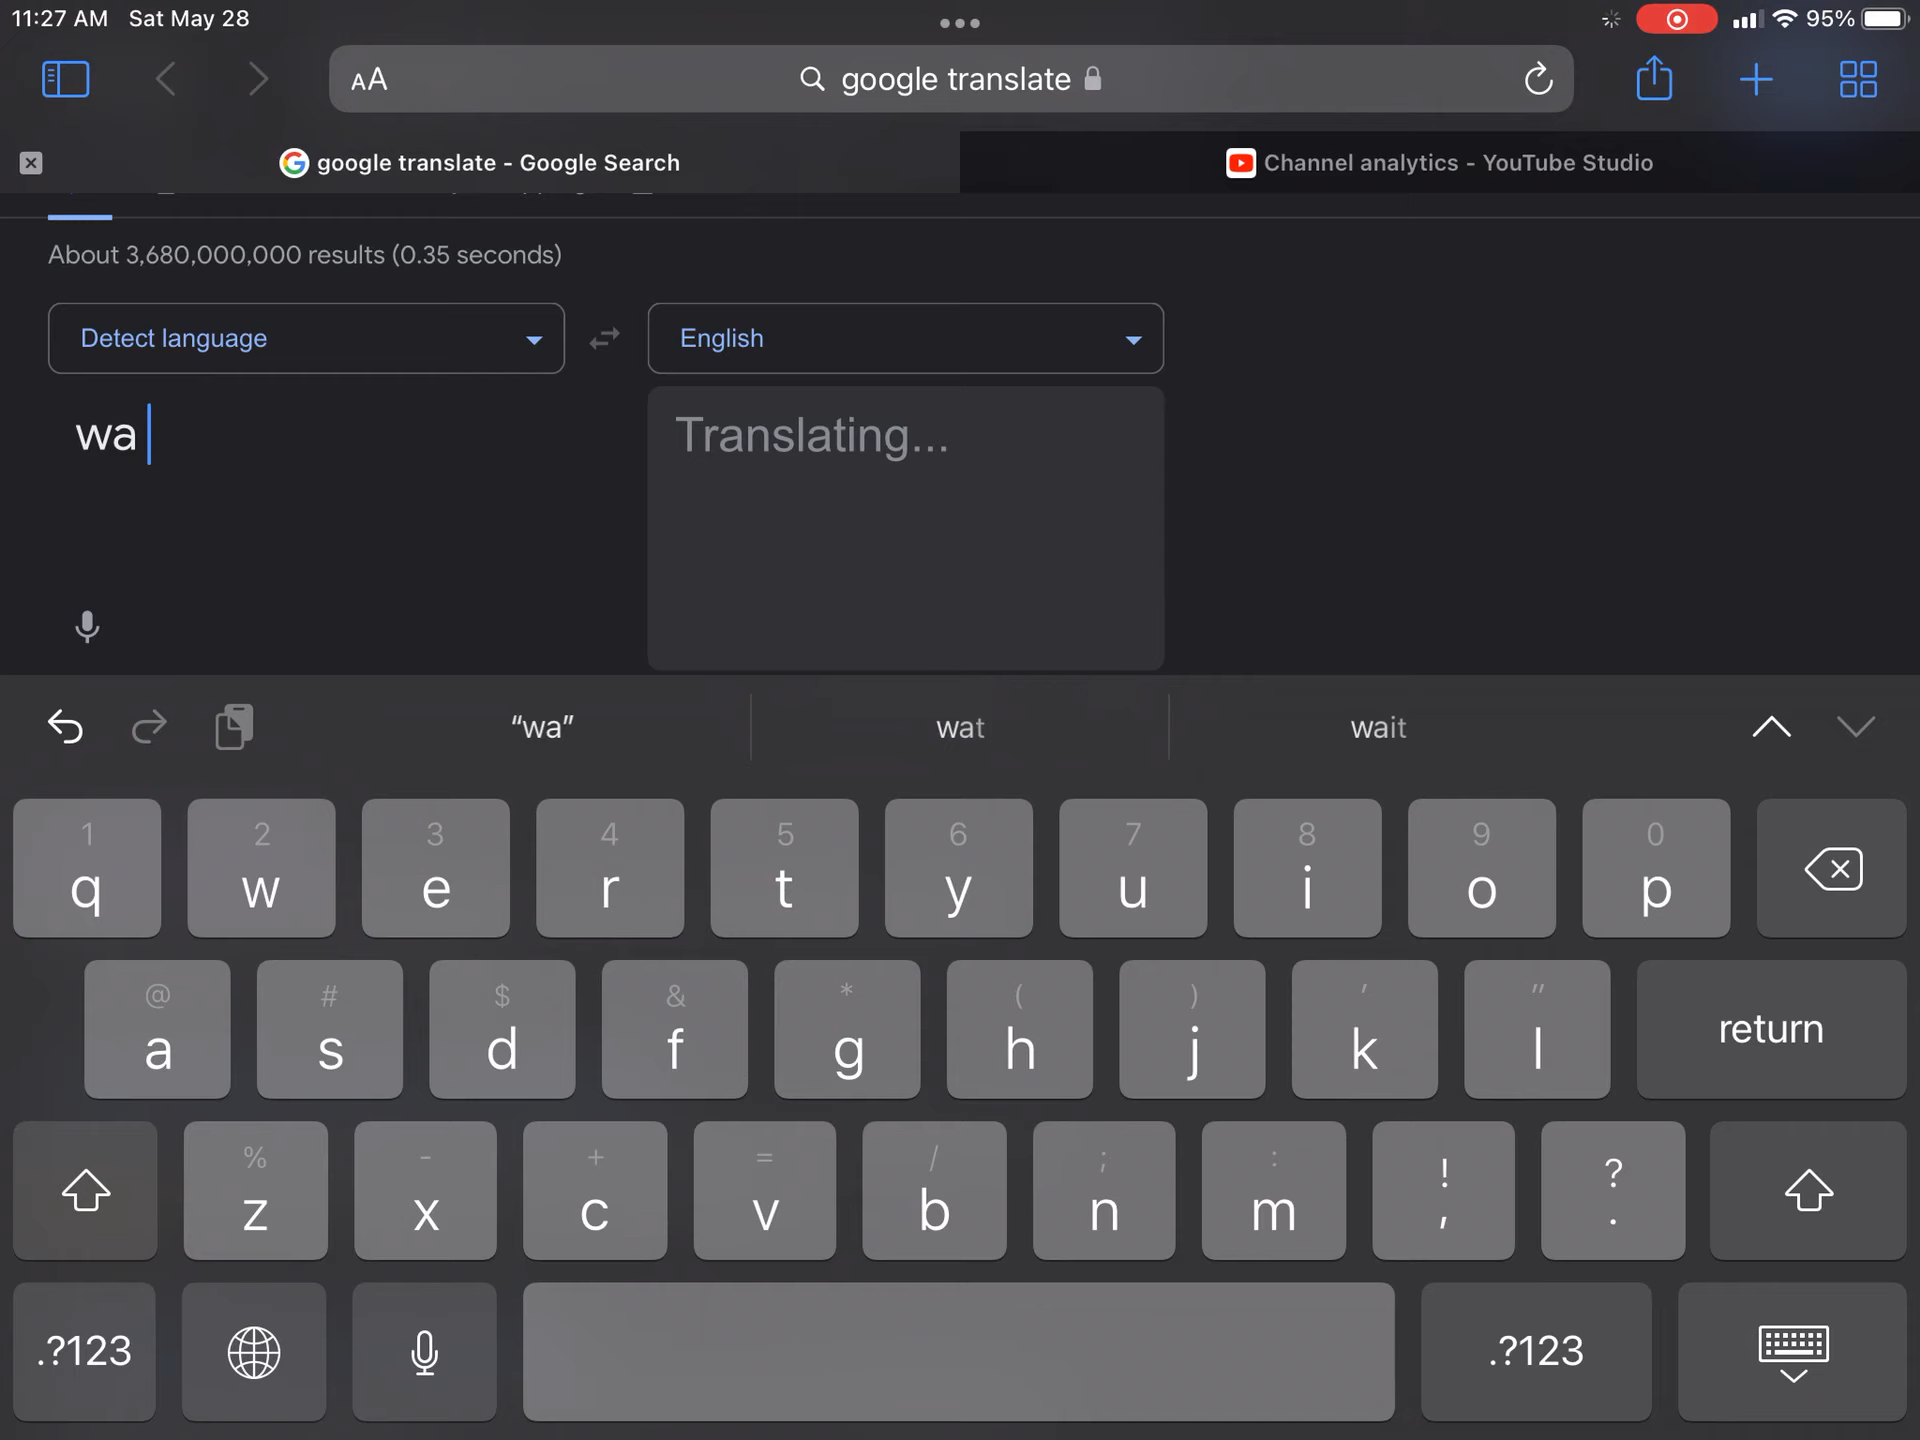 11:27 AM Sat May 28
95%
AA
google translate
google translate - Google Search
Channel analytics - YouTube Studio
About 3,680,000,000 results (0.35 seconds)
Detect language
English
wa
Translating...
“wa”
wat
wait
1 2 3 4 5 6 7 8 9 0
q w e r t y u i o p
@ # $ & * ( ) ' "
a s d f g h j k l return
% - + = / ; : ! ?
z x c v b n m , .
.?123 .?123